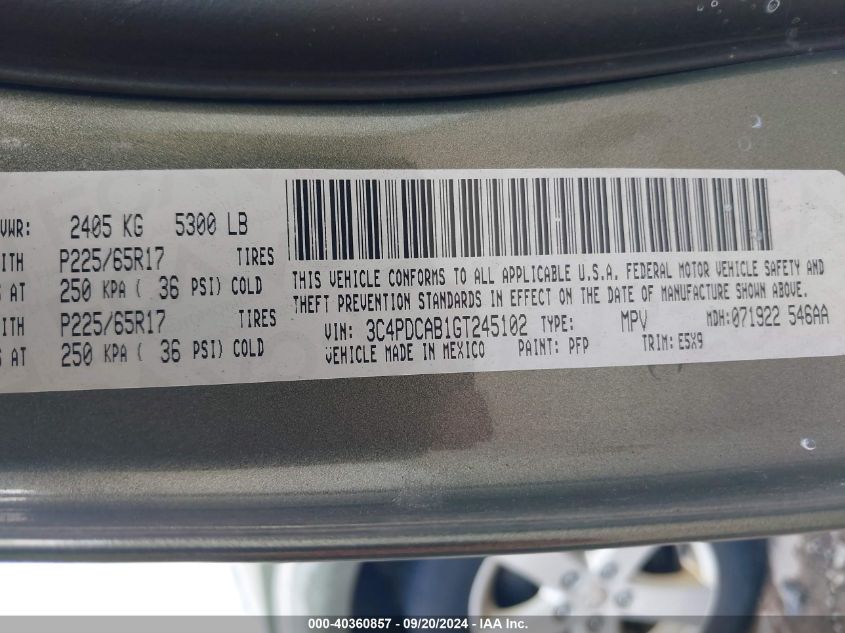 VWR: 2405 KG 5300 LB
ITH P225/65R17 TIRES
S AT 250 KPA ( 36 PSI) COLD
ITH P225/65R17 TIRES
S AT 250 KPA ( 36 PSI) COLD
THIS VEHICLE CONFORMS TO ALL APPLICABLE U.S.A. FEDERAL MOTOR VEHICLE SAFETY AND
THEFT PREVENTION STANDARDS IN EFFECT ON THE DATE OF MANUFACTURE SHOWN ABOVE.
VIN: 3C4PDCAB1GT245102 TYPE: MPV MDH:071922 546AA
VEHICLE MADE IN MEXICO PAINT: PFP TRIM: E5X9
000-40360857 - 09/20/2024 - IAA Inc.